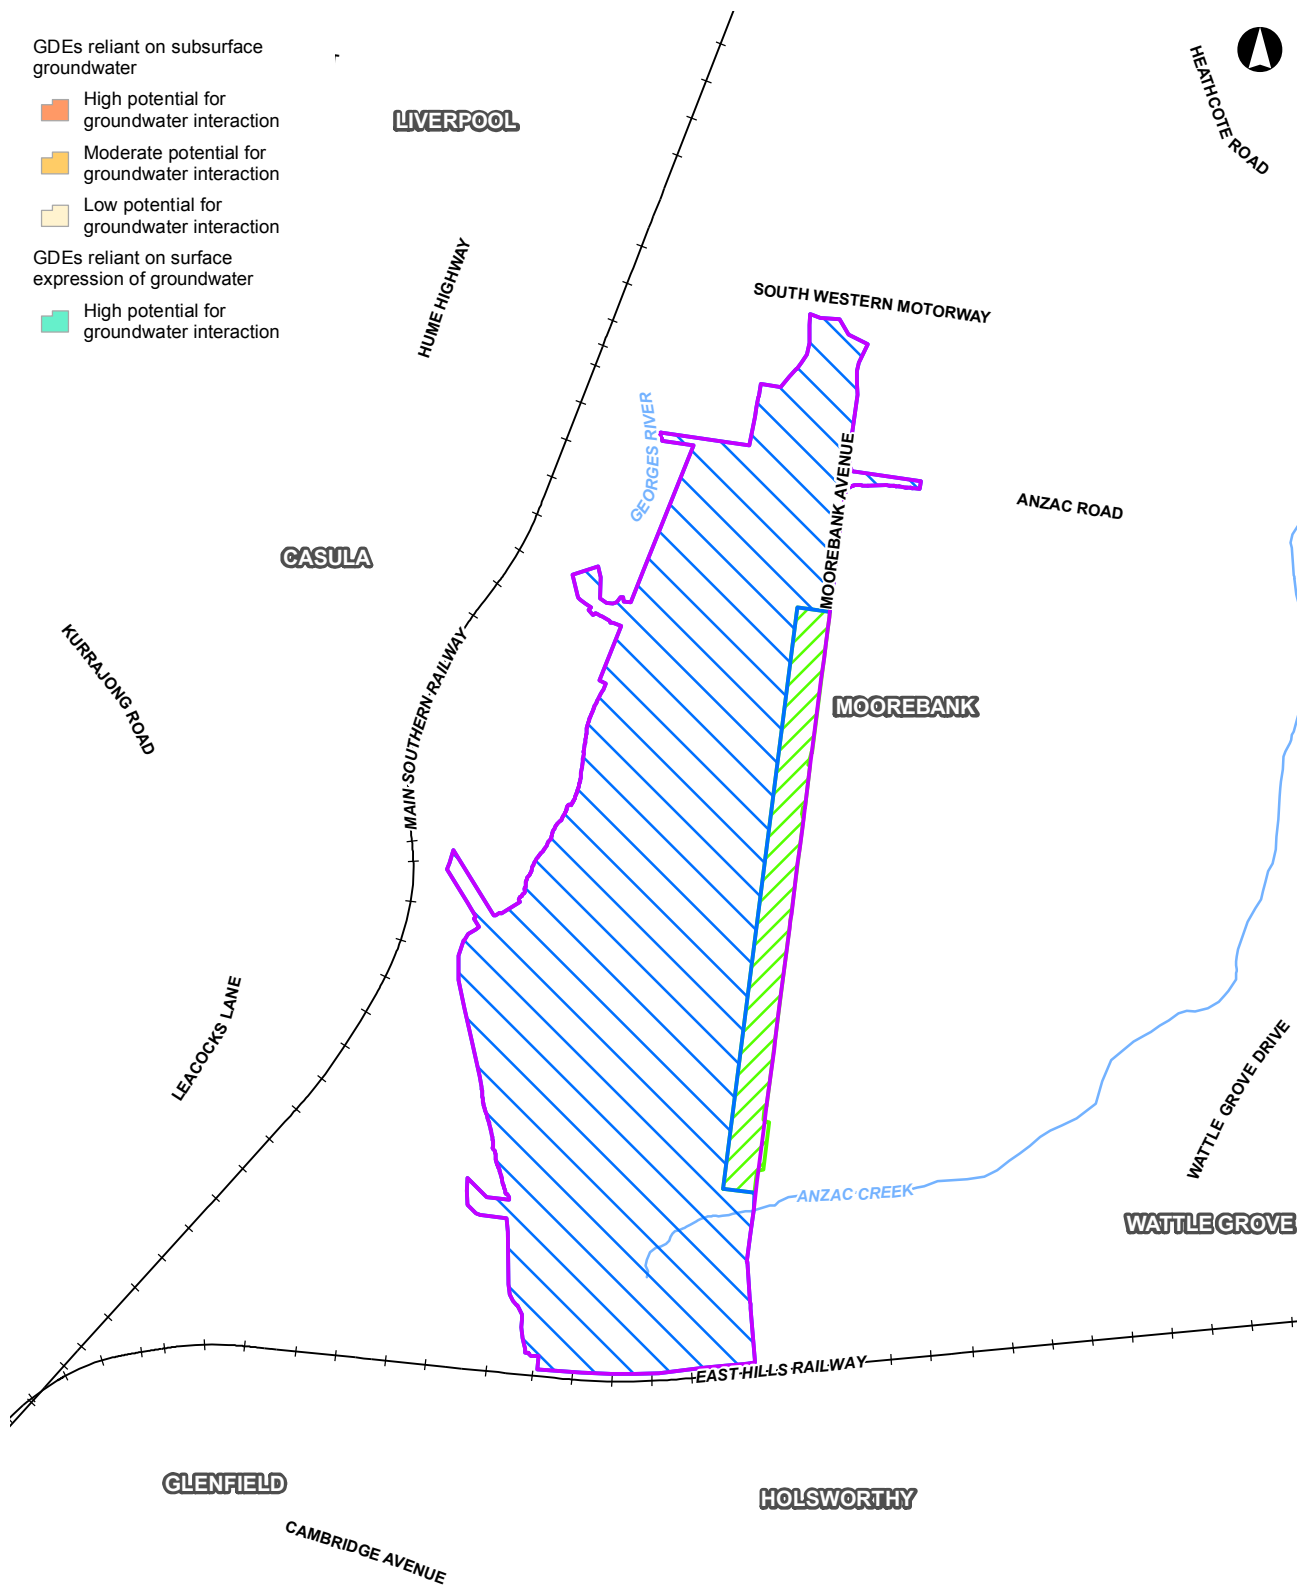 GDEs reliant on subsurface
groundwater
High potential for
groundwater interaction
Moderate potential for
groundwater interaction
Low potential for
groundwater interaction
GDEs reliant on surface
expression of groundwater
High potential for
groundwater interaction
LIVERPOOL
HEATHCOTE ROAD
HUME HIGHWAY
SOUTH WESTERN MOTORWAY
GEORGES RIVER
MOOREBANK AVENUE
ANZAC ROAD
CASULA
KURRAJONG ROAD
MAIN SOUTHERN RAILWAY
MOOREBANK
LEACOCKS LANE
WATTLE GROVE DRIVE
ANZAC CREEK
WATTLE GROVE
EAST HILLS RAILWAY
GLENFIELD
HOLSWORTHY
CAMBRIDGE AVENUE